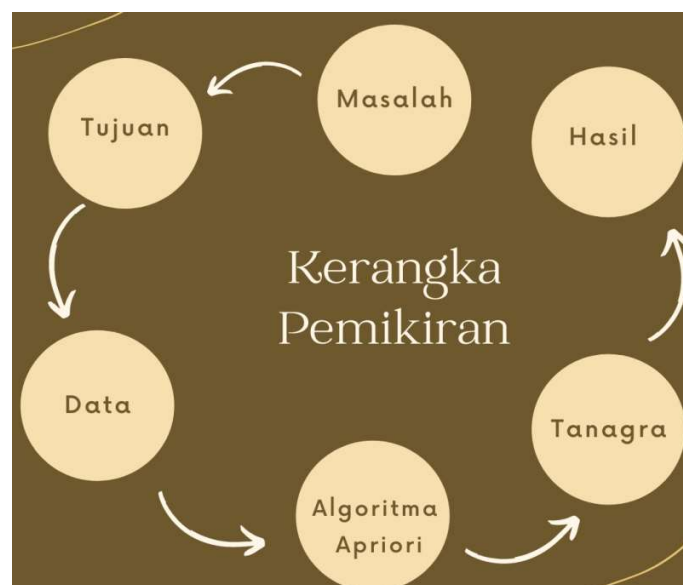 Kerangka
Pemikiran
Masalah
Tujuan
Data
Algoritma
Apriori
Tanagra
Hasil